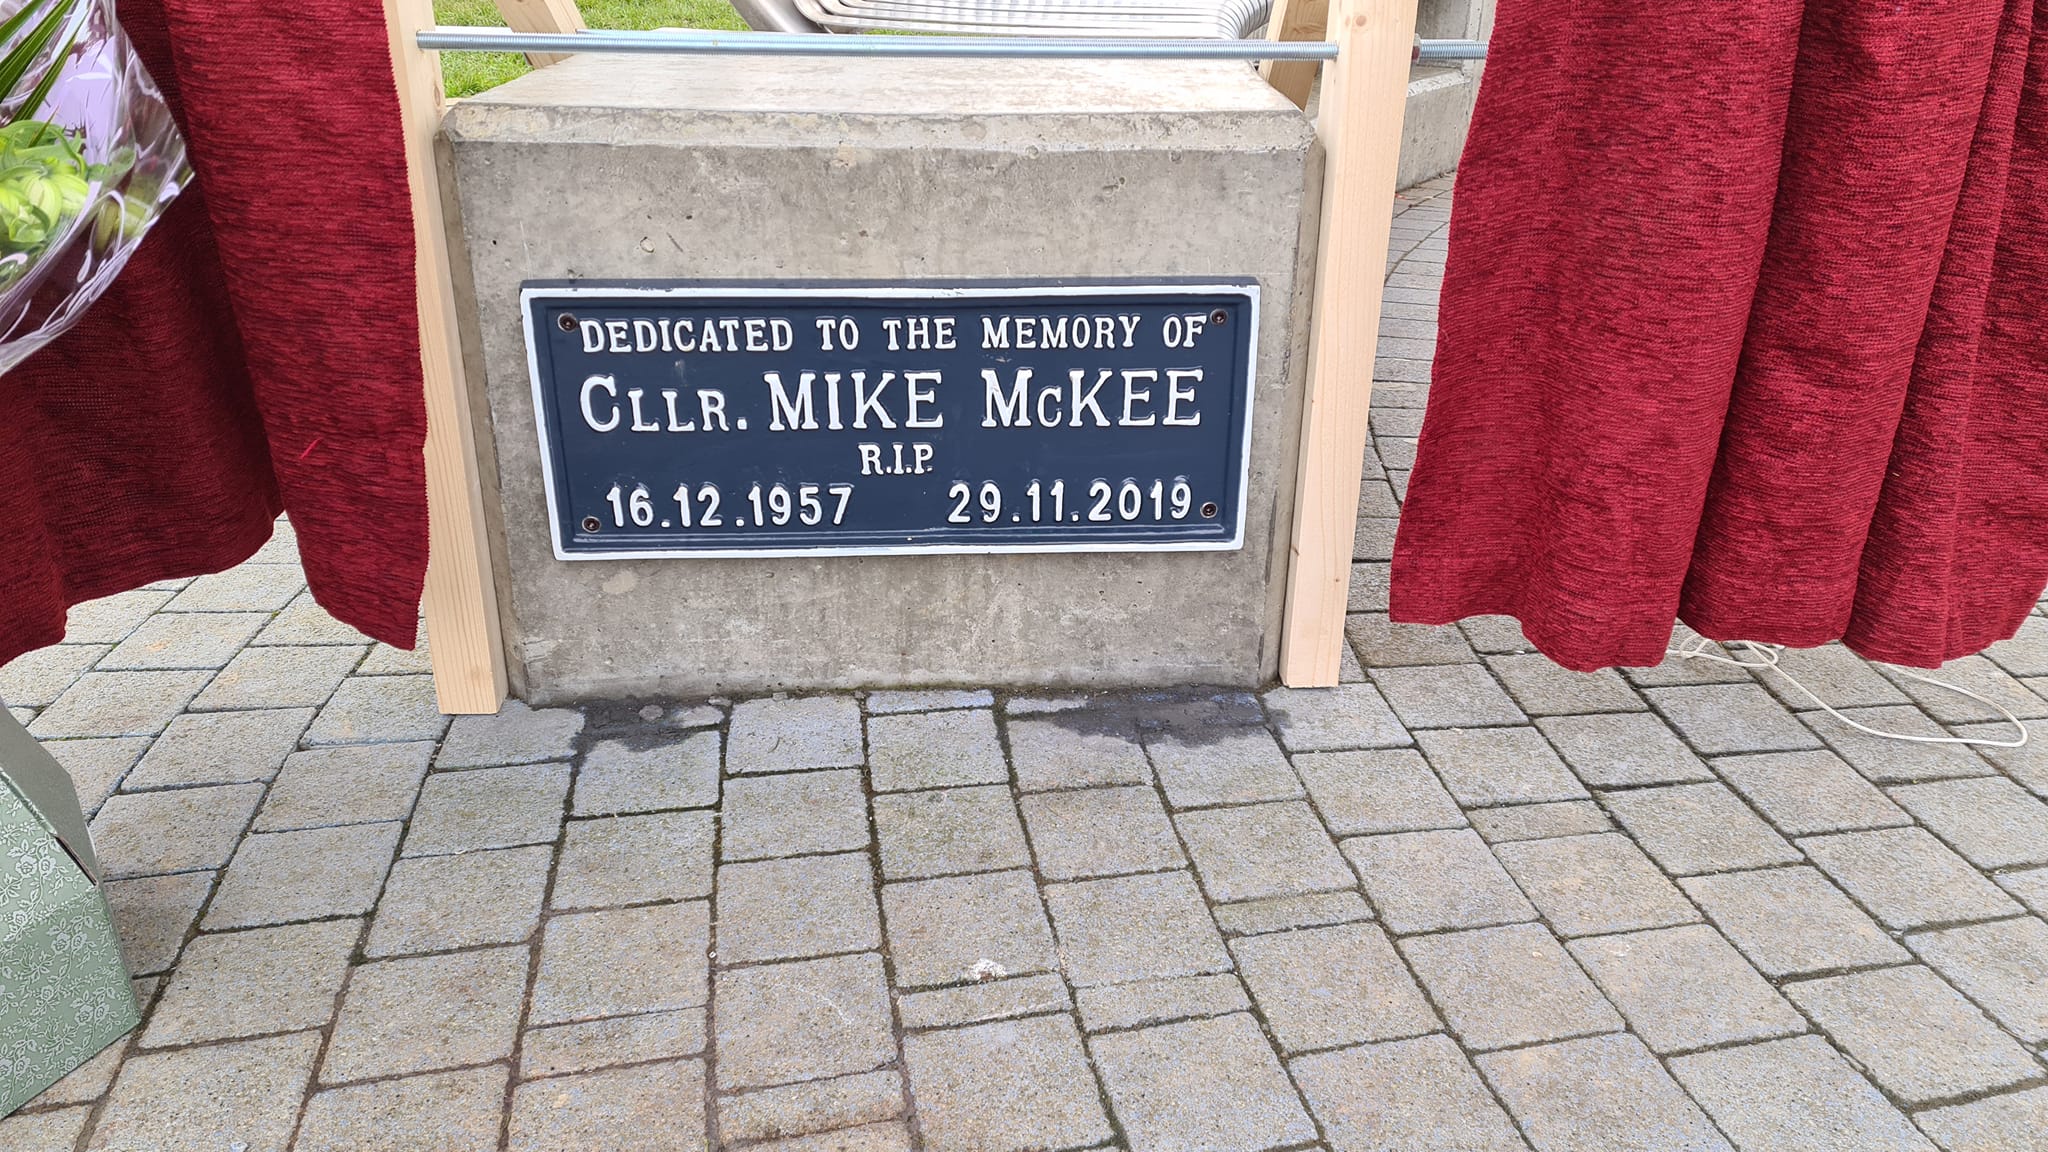 DEDICATED TO THE MEMORY OF
CLLR. MIKE McKEE
R.I.P.
16.12.1957 29.11.2019